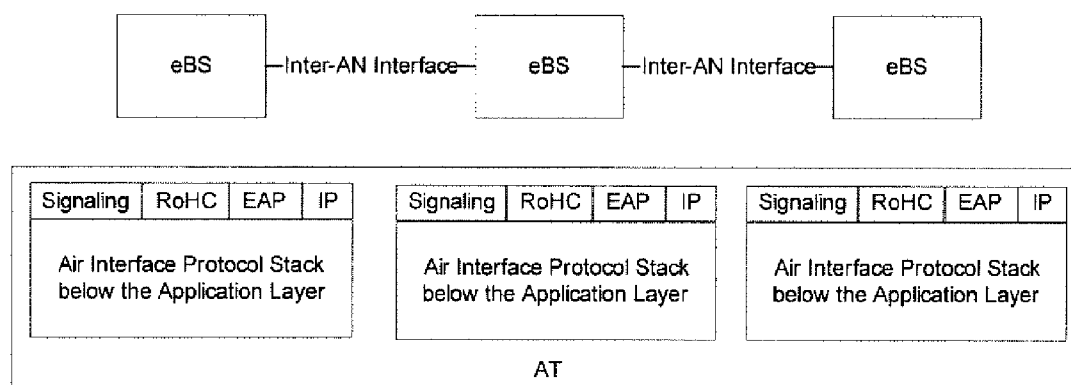 eBS Inter-AN Interface eBS Inter-AN Interface eBS
Signaling RoHC EAP IP Signaling RoHC EAP IP Signaling RoHC EAP IP
Air Interface Protocol Stack
below the Application Layer
Air Interface Protocol Stack
below the Application Layer
Air Interface Protocol Stack
below the Application Layer
AT